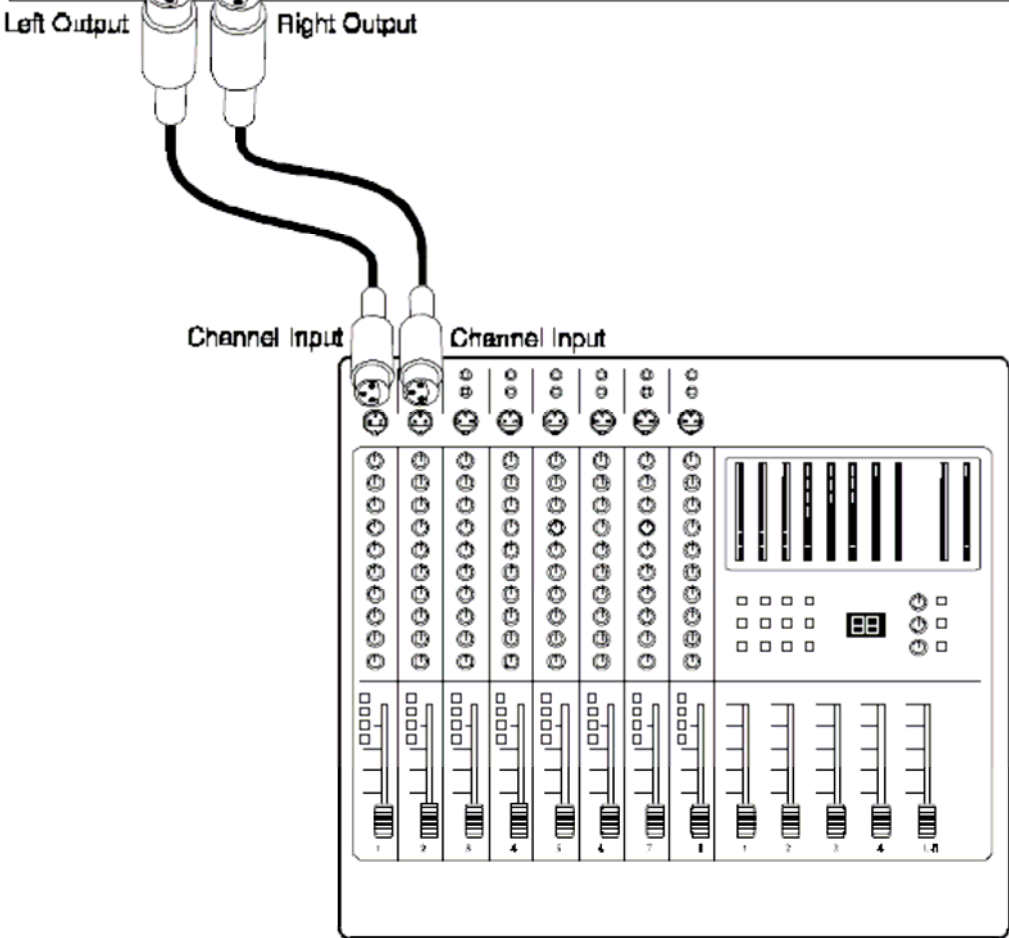 Left Output
Right Output
Channel Input
Channel Input
1 2 3 4 5 6 7 8 1 2 3 4 L-R